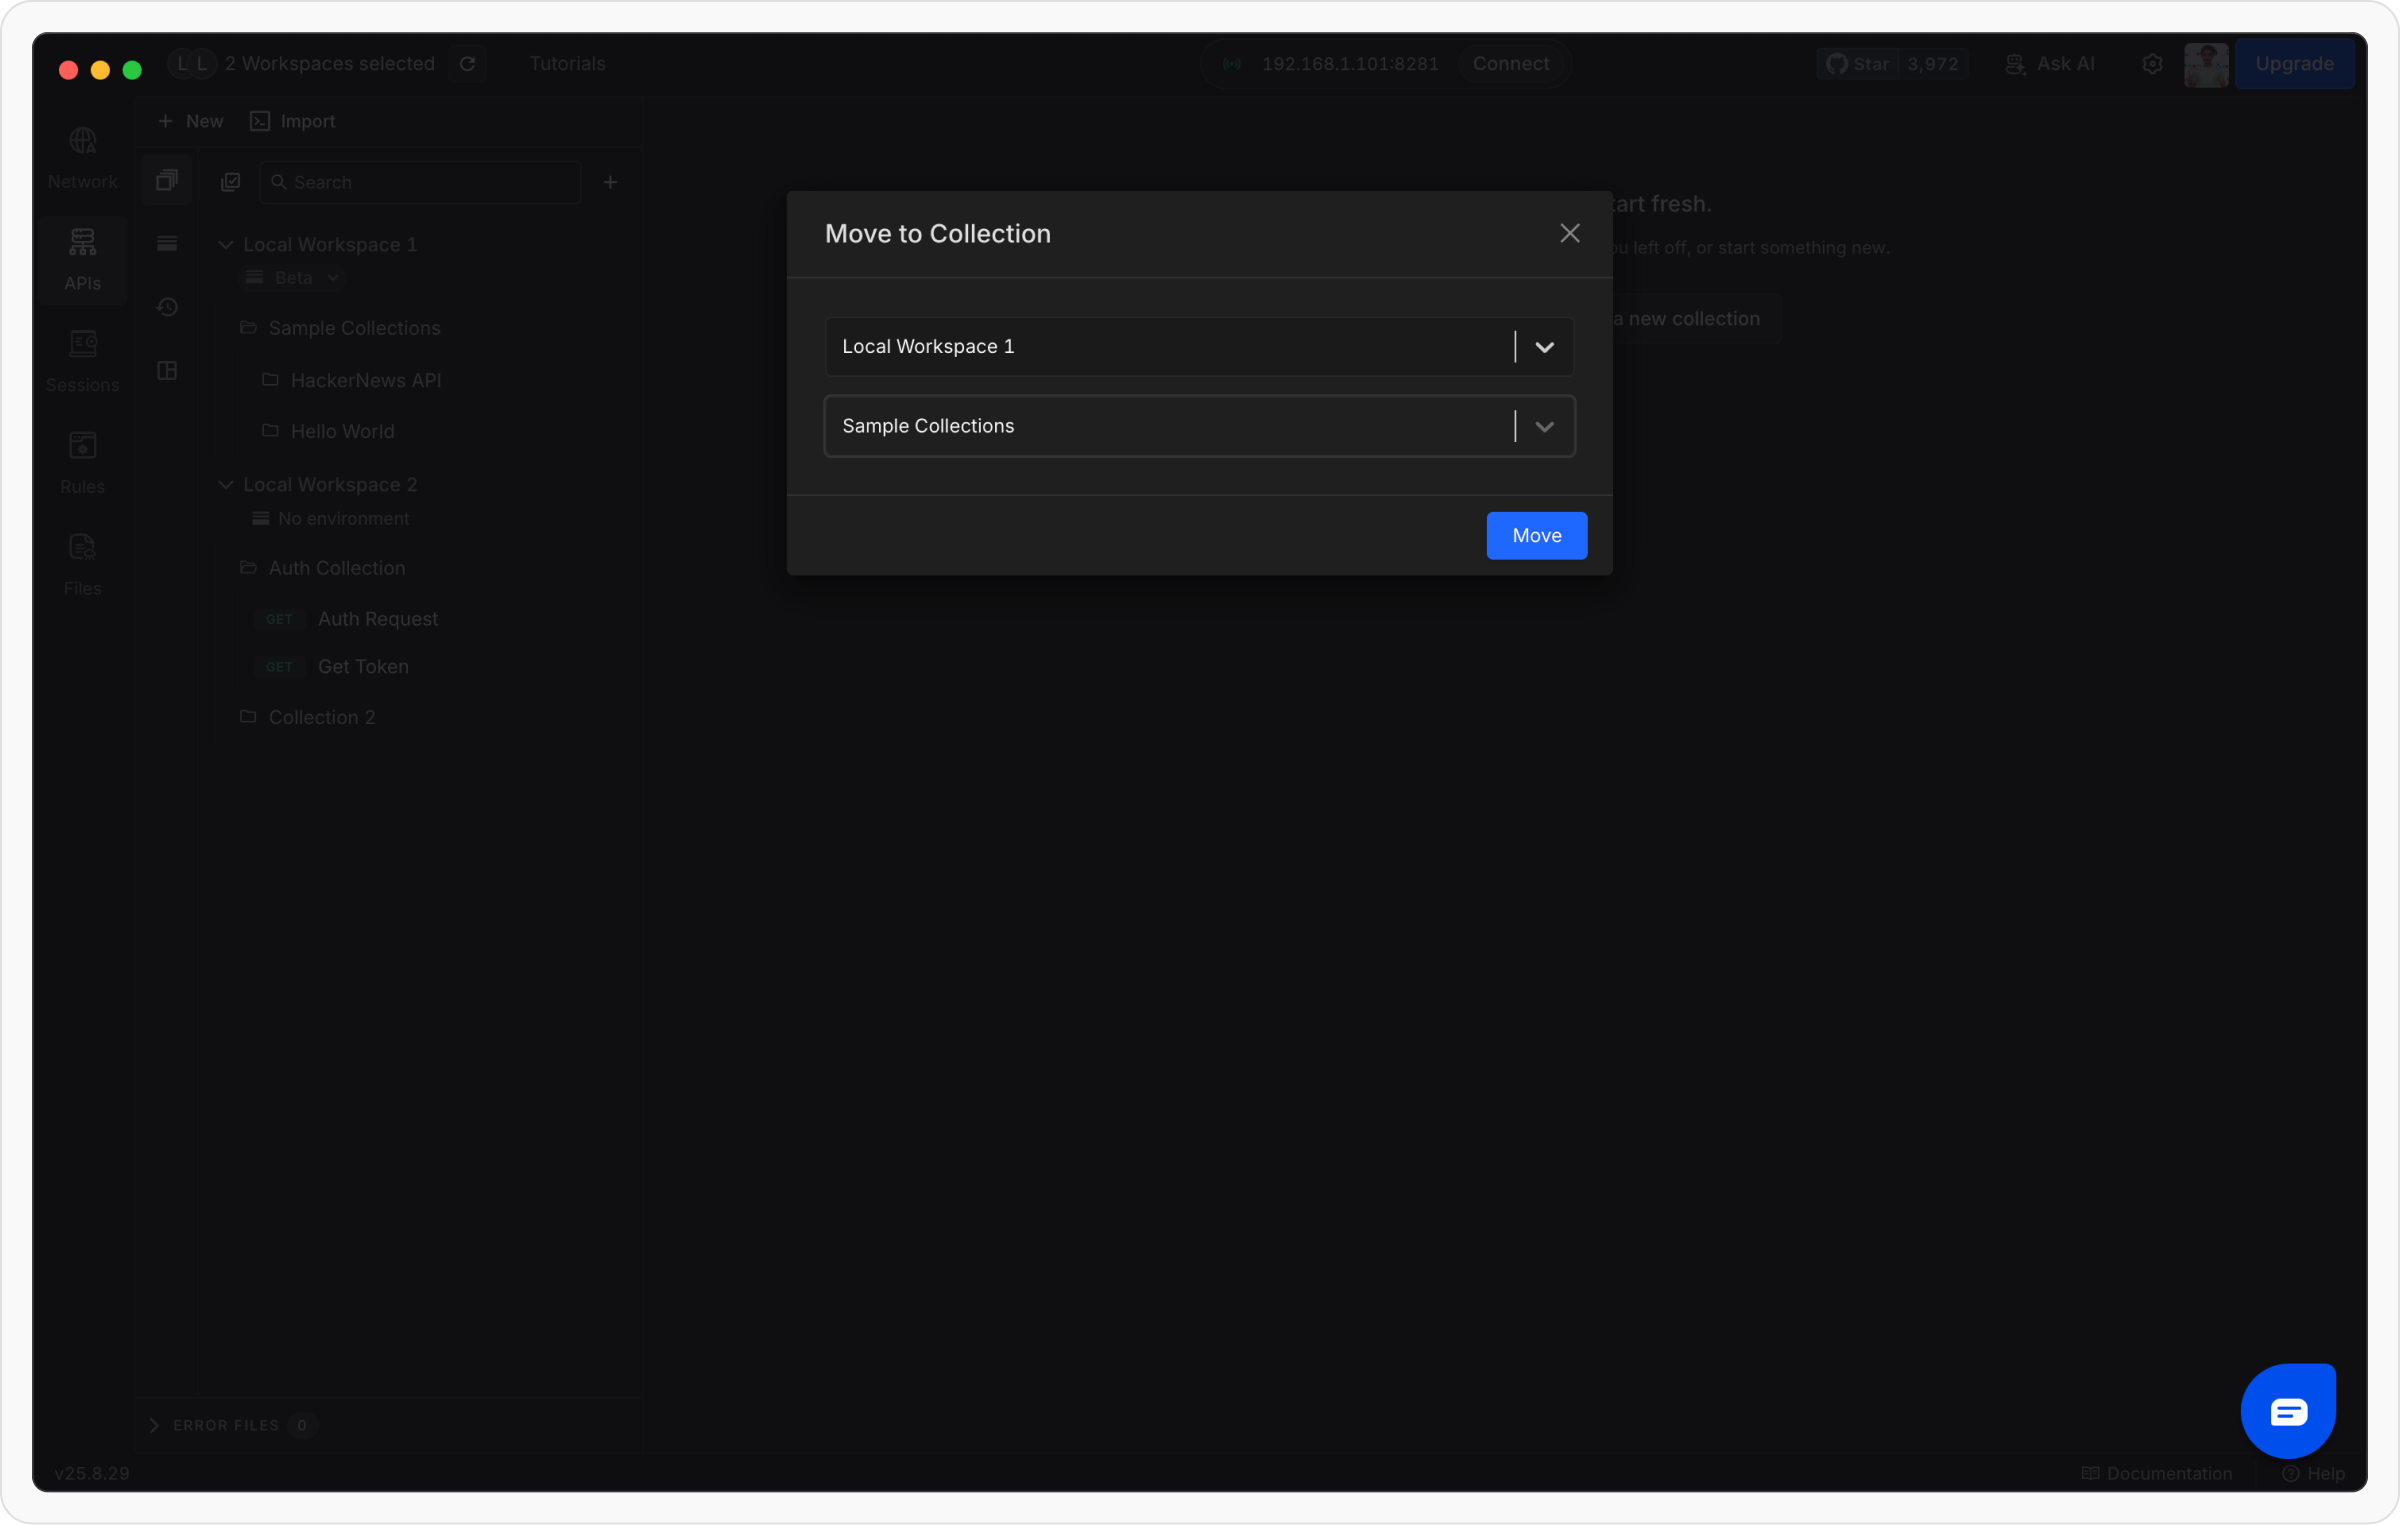 L L 2 Workspaces selected
Tutorials
192.168.1.101:8281 Connect
Star 3,972
Ask AI
Upgrade
New
Import
Network
APIs
Sessions
Rules
Files
Search
Local Workspace 1
Beta
Sample Collections
HackerNews API
Hello World
Local Workspace 2
No environment
Auth Collection
GET Auth Request
GET Get Token
Collection 2
ERROR FILES 0
tart fresh.
ou left off, or start something new.
a new collection
Move to Collection
Local Workspace 1
Sample Collections
Move
v25.8.29
Documentation
Help